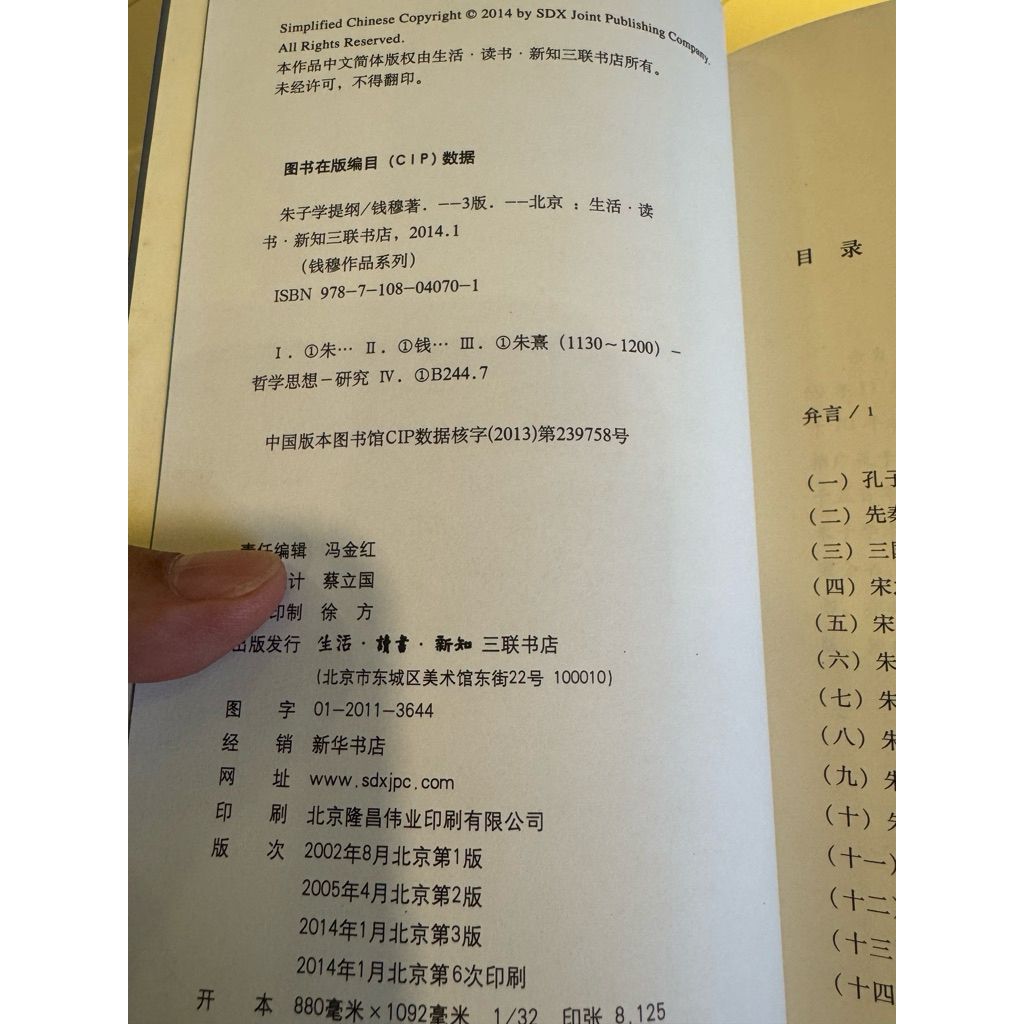 Simplified Chinese Copyright © 2014 by SDX Joint Publishing Company.
All Rights Reserved.
本作品中文简体版权由生活·读书·新知三联书店所有。
未经许可，不得翻印。
图书在版编目（CIP）数据
朱子学提纲/钱穆著．--3版．--北京：生活·读
书·新知三联书店，2014.1
（钱穆作品系列）
ISBN 978-7-108-04070-1
Ⅰ．①朱… Ⅱ．①钱… Ⅲ．①朱熹（1130～1200）-
哲学思想-研究 Ⅳ．①B244.7
中国版本图书馆CIP数据核字(2013)第239758号
责任编辑 冯金红
计 蔡立国
印制 徐 方
出版发行 生活·讀書·新知 三联书店
(北京市东城区美术馆东街22号 100010)
图 字 01-2011-3644
经 销 新华书店
网 址 www.sdxjpc.com
印 刷 北京隆昌伟业印刷有限公司
版 次 2002年8月北京第1版
2005年4月北京第2版
2014年1月北京第3版
2014年1月北京第6次印刷
开 本 880毫米×1092毫米 1/32 印张 8.125
目 录
弁言 / 1
（一）孔子
（二）先秦
（三）三国
（四）宋
（五）宋
（六）朱
（七）朱
（八）朱
（九）朱
（十）朱
（十一）
（十二）
（十三
（十四